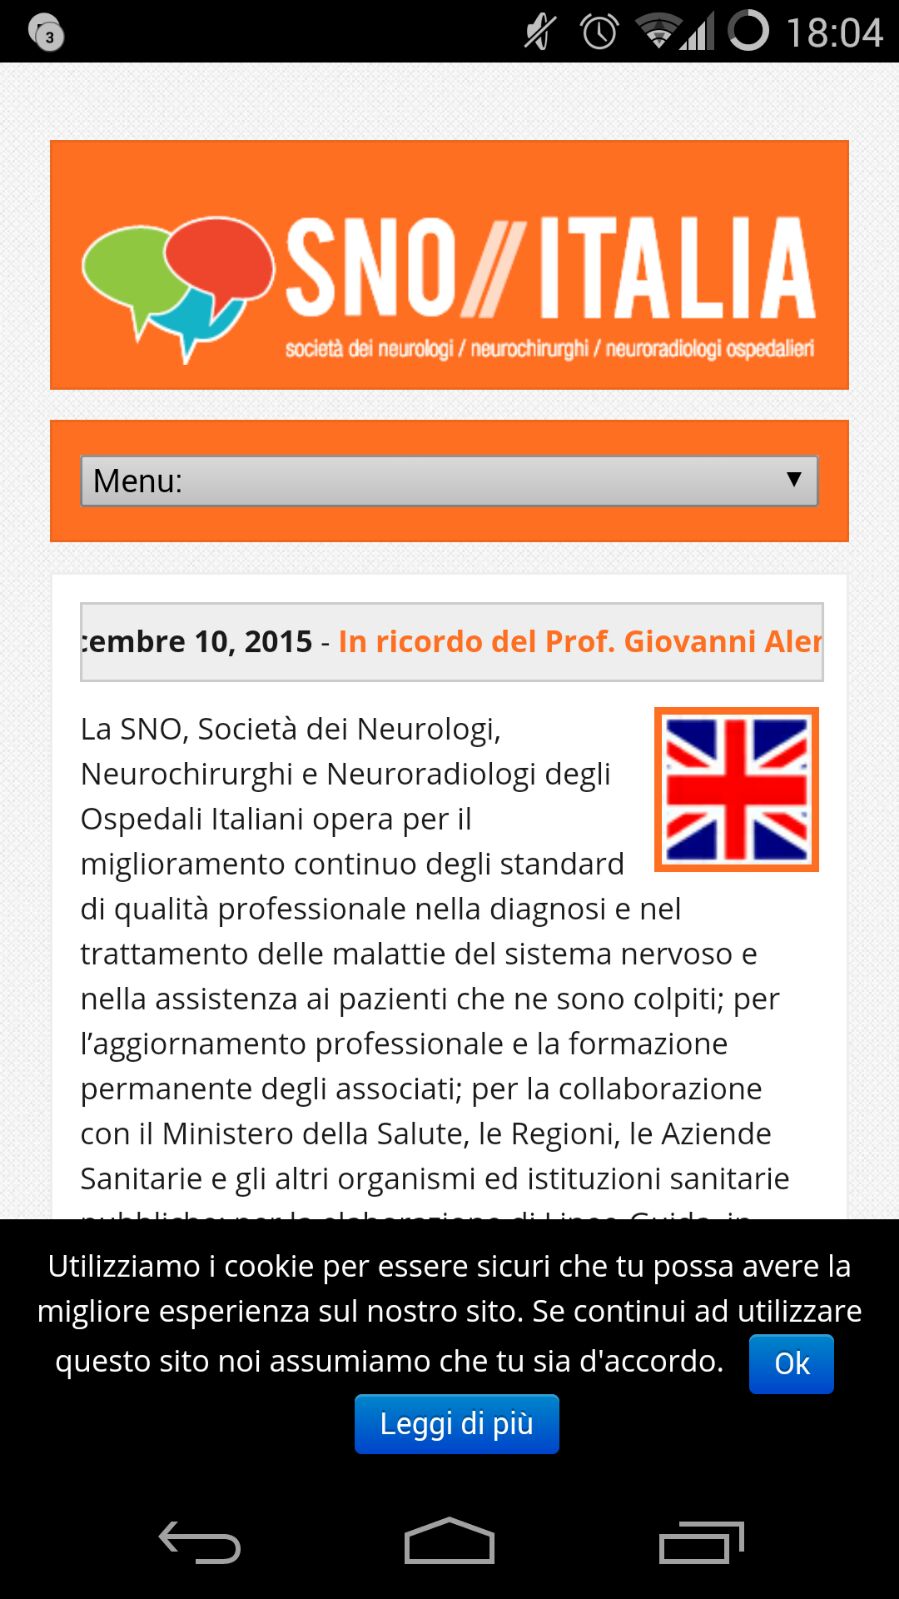 3
18:04
SNO//ITALIA
società dei neurologi / neurochirurghi / neuroradiologi ospedalieri
Menu:
cembre 10, 2015 - In ricordo del Prof. Giovanni
La SNO, Società dei Neurologi,
Neurochirurghi e Neuroradiologi degli
Ospedali Italiani opera per il
miglioramento continuo degli standard
di qualità professionale nella diagnosi e nel
trattamento delle malattie del sistema nervoso e
nella assistenza ai pazienti che ne sono colpiti; per
l’aggiornamento professionale e la formazione
permanente degli associati; per la collaborazione
con il Ministero della Salute, le Regioni, le Aziende
Sanitarie e gli altri organismi ed istituzioni sanitarie
Utilizziamo i cookie per essere sicuri che tu possa avere la
migliore esperienza sul nostro sito. Se continui ad utilizzare
questo sito noi assumiamo che tu sia d'accordo. Ok
Leggi di più